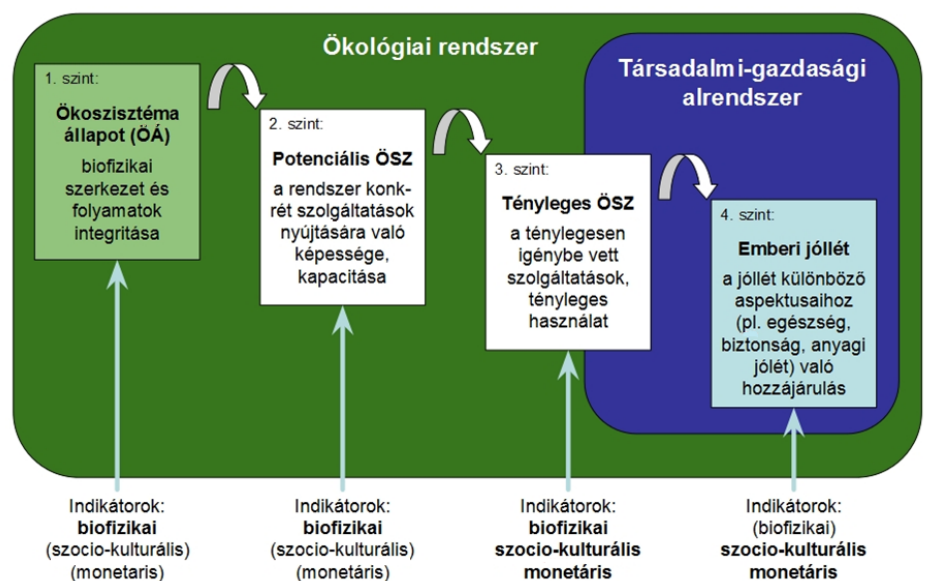 Ökológiai rendszer
Társadalmi-gazdasági
alrendszer
1. szint:
Ökoszisztéma
állapot (ÖÁ)
biofizikai
szerkezet és
folyamatok
integritása
2. szint:
Potenciális ÖSZ
a rendszer konk-
rét szolgáltatások
nyújtására való
képessége,
kapacitása
3. szint:
Tényleges ÖSZ
a ténylegesen
igénybe vett
szolgáltatások,
tényleges
használat
4. szint:
Emberi jóllét
a jóllét különböző
aspektusaihoz
(pl. egészség,
biztonság, anyagi
jólét) való
hozzájárulás
Indikátorok:
biofizikai
(szocio-kulturális)
(monetaris)
Indikátorok:
biofizikai
(szocio-kulturális)
(monetáris)
Indikátorok:
biofizikai
szocio-kulturális
monetáris
Indikátorok:
(biofizikai)
szocio-kulturális
monetáris